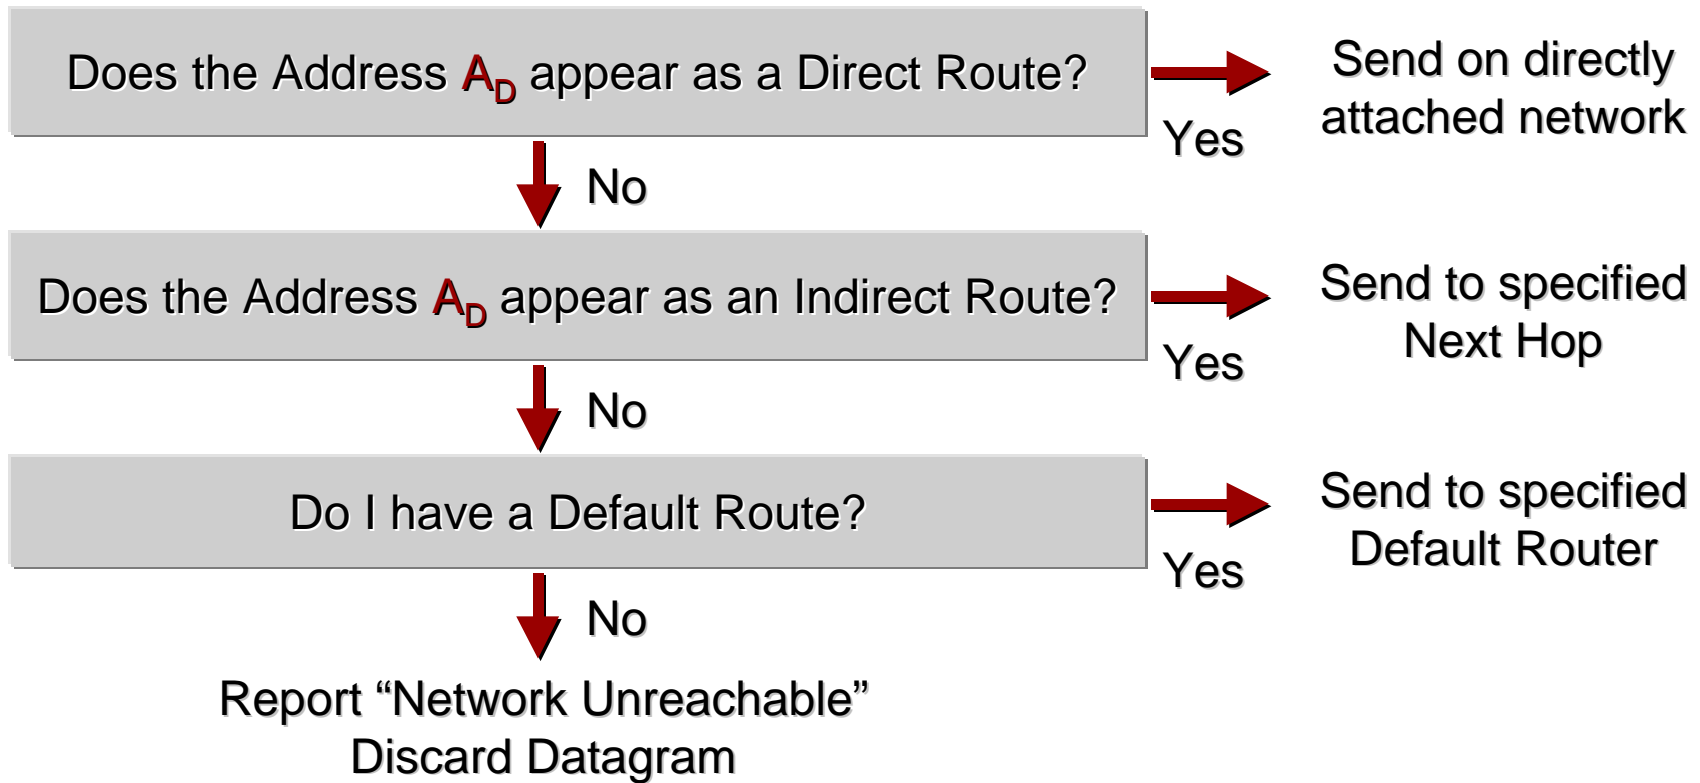 Does the Address A_D appear as a Direct Route?
Yes
Send on directly
attached network
No
Does the Address A_D appear as an Indirect Route?
Yes
Send to specified
Next Hop
No
Do I have a Default Route?
Yes
Send to specified
Default Router
No
Report “Network Unreachable”
Discard Datagram